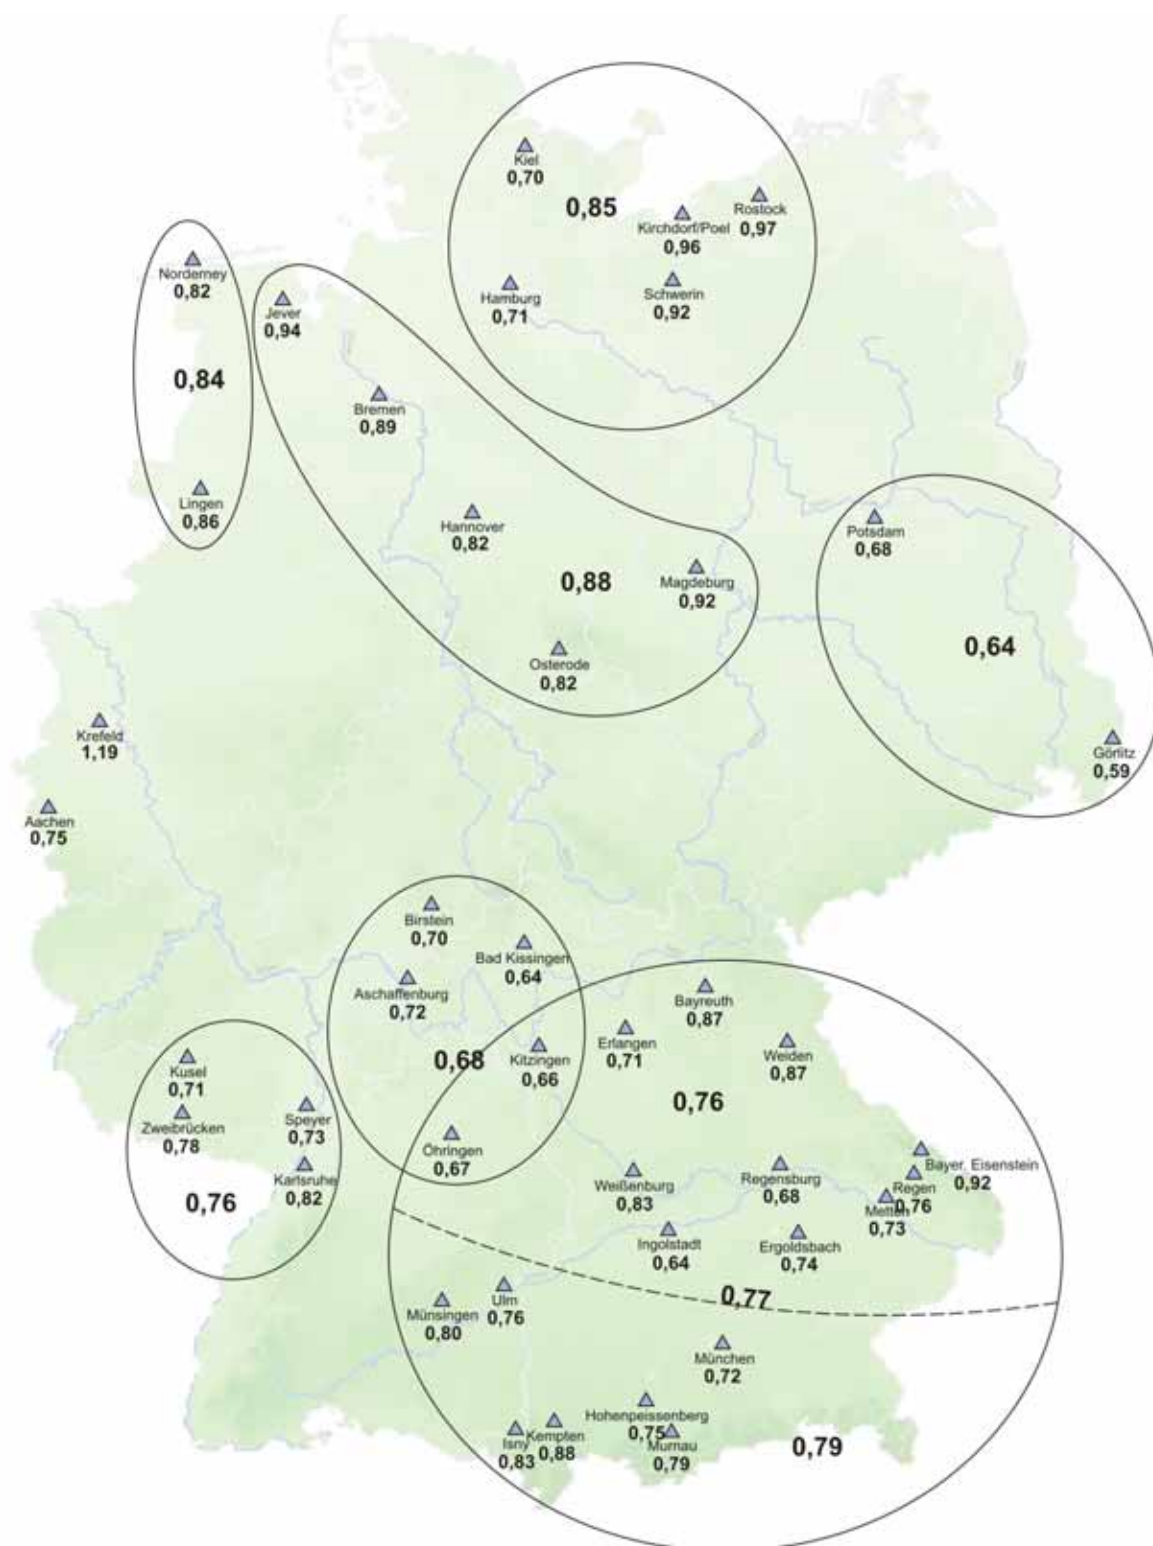 Kiel
0,70
0,85
Rostock
0,97
Kirchdorf/Poel
0,96
Hamburg
0,71
Schwerin
0,92
Norderney
0,82
0,84
Lingen
0,86
Jever
0,94
Bremen
0,89
Hannover
0,82
0,88
Magdeburg
0,92
Osterode
0,82
Potsdam
0,68
0,64
Görlitz
0,59
Krefeld
1,19
Aachen
0,75
Birstein
0,70
Bad Kissingen
0,64
Aschaffenburg
0,72
0,68
Kitzingen
0,66
Öhringen
0,67
Kusel
0,71
Zweibrücken
0,78
Speyer
0,73
Karlsruhe
0,82
0,76
Bayreuth
0,87
Erlangen
0,71
Weiden
0,87
0,76
Bayer. Eisenstein
0,92
Regen
0,76
Metten
0,73
Regensburg
0,68
Weißenburg
0,83
Ingolstadt
0,64
Ergoldsbach
0,74
0,77
Ulm
0,76
Münsingen
0,80
München
0,72
Hohenpeissenberg
0,75
Murnau
0,79
Kempten
0,88
Isny
0,83
0,79